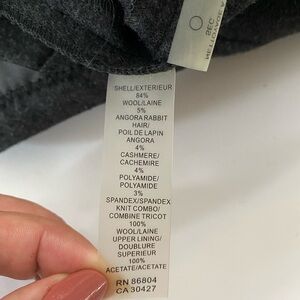 SHELL/EXTERIEUR
84%
WOOL/LAINE
5%
ANGORA RABBIT
HAIR/
POIL DE LAPIN
ANGORA
4%
CASHMERE/
CACHEMIRE
4%
POLYAMIDE/
POLYAMIDE
3%
SPANDEX/SPANDEX
KNIT COMBO/
COMBINE TRICOT
100%
WOOL/LAINE
UPPER LINING/
DOUBLURE
SUPERIEUR
100%
ACETATE/ACETATE
RN 86804
CA 30427